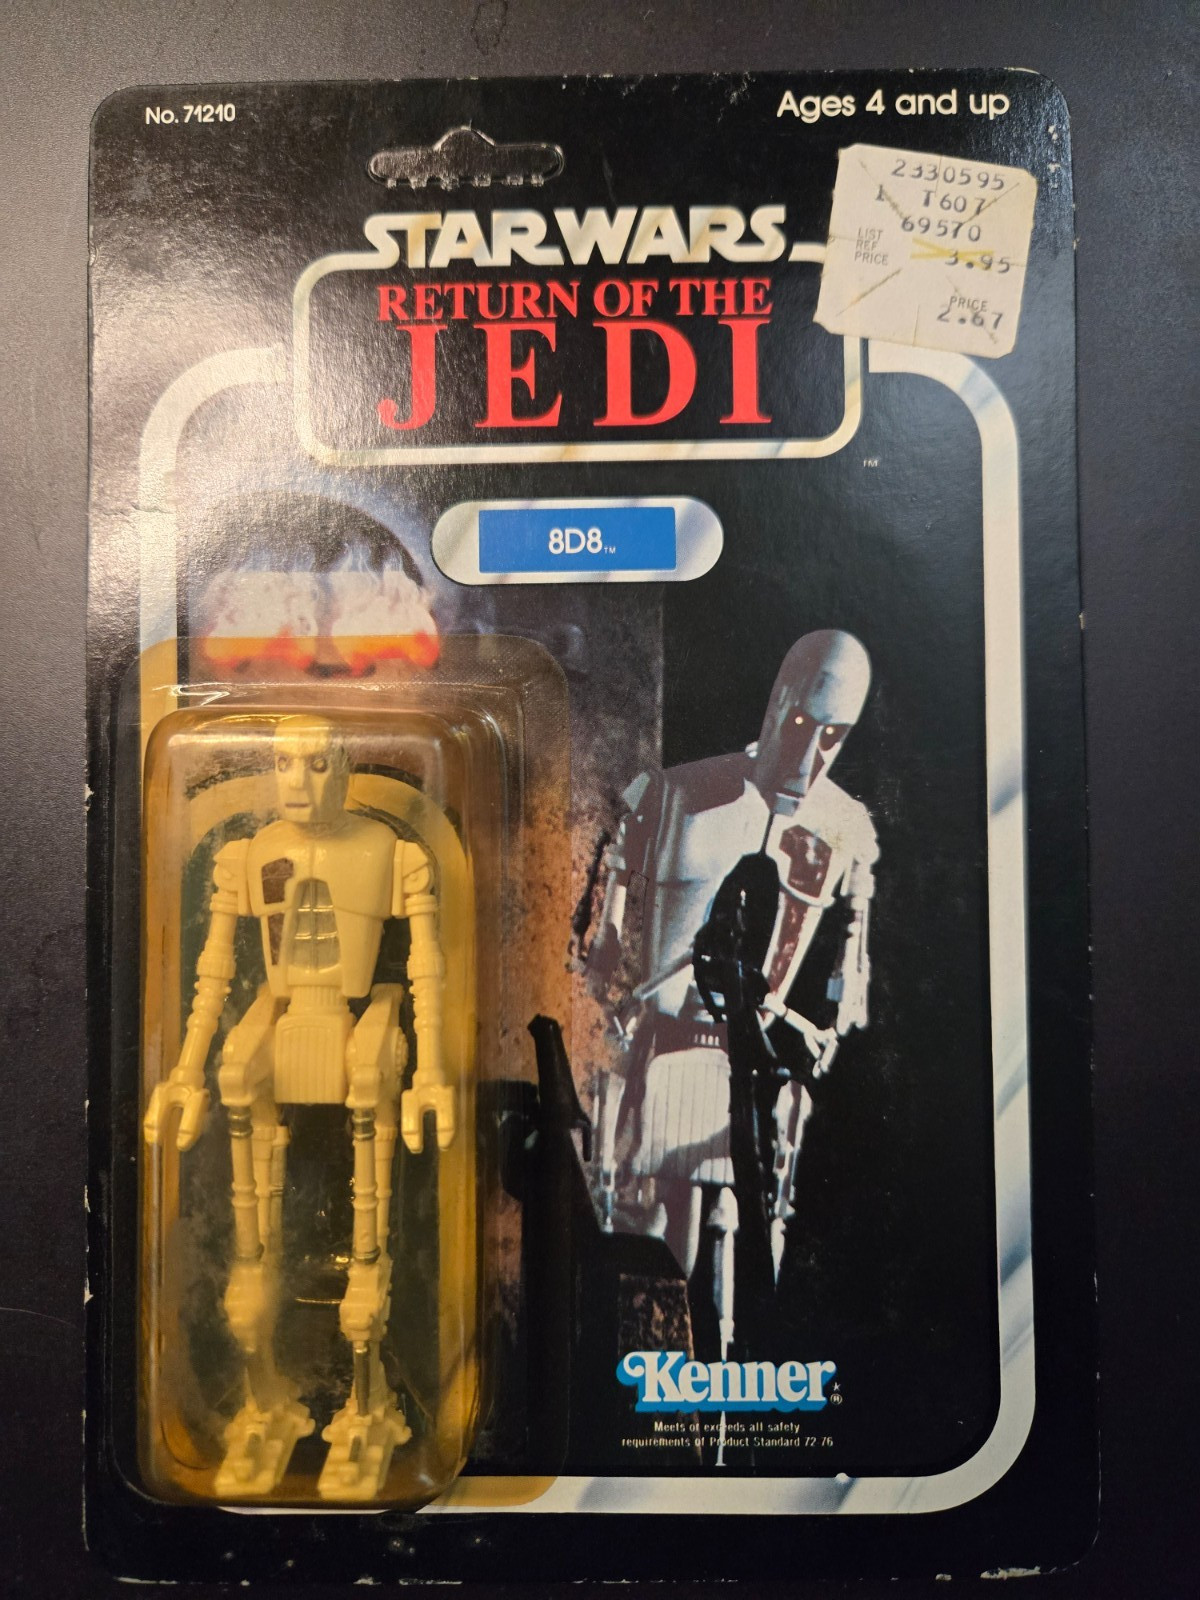 No. 71210
Ages 4 and up
2330595
1 T607
69570
LIST
REF
PRICE
3.95
PRICE
2.67
STAR WARS
RETURN OF THE
JEDI
TM
8D8 TM
Kenner ®
Meets or exceeds all safety
requirements of Product Standard 72-76